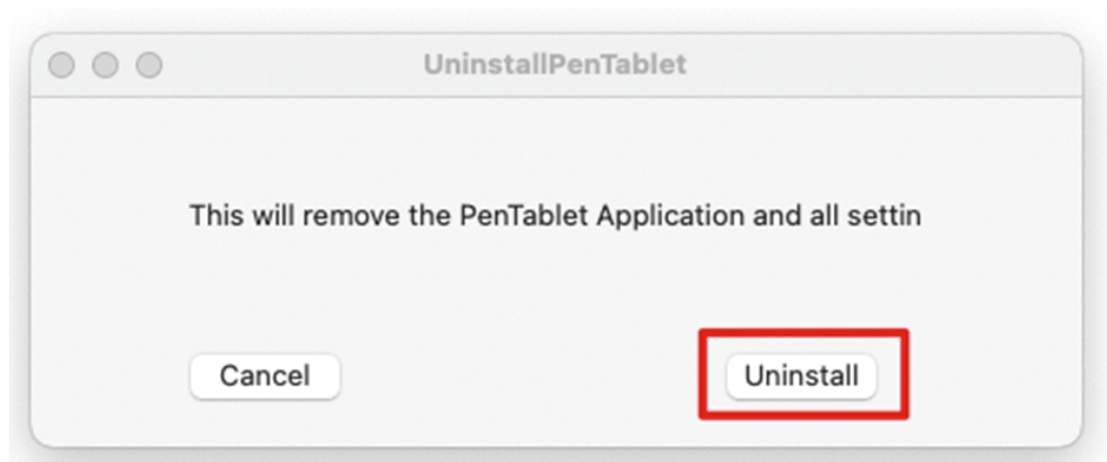 UninstallPenTablet
This will remove the PenTablet Application and all settin
Cancel
Uninstall